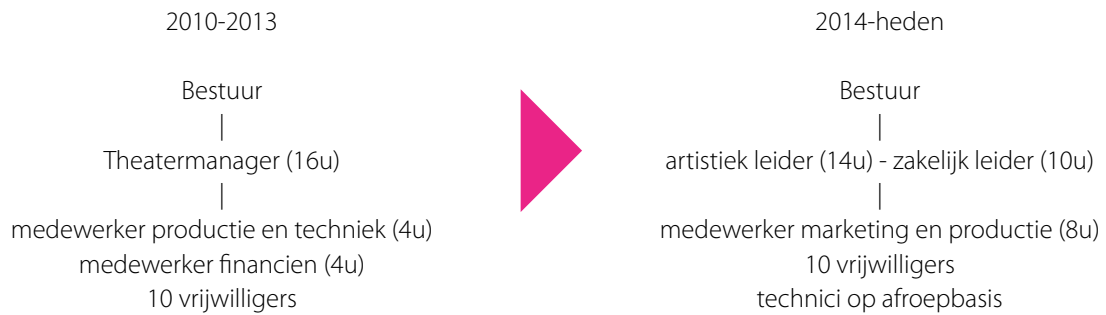 2010-2013
Bestuur
|
Theatermanager (16u)
|
medewerker productie en techniek (4u)
medewerker financien (4u)
10 vrijwilligers
2014-heden
Bestuur
|
artistiek leider (14u) - zakelijk leider (10u)
|
medewerker marketing en productie (8u)
10 vrijwilligers
technici op afroepbasis